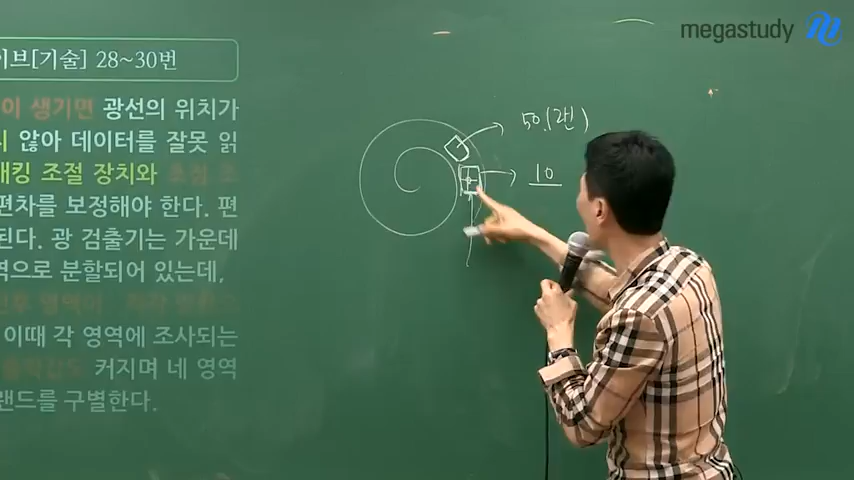 megastudy
이브[기술] 28~30번
이 생기면 광선의 위치가
않아 데이터를 잘못 읽
래킹 조절 장치와
편차를 보정해야 한다. 편
된다. 광 검출기는 가운데
역으로 분할되어 있는데,
이때 각 영역에 조사되는
커지며 네 영역
랜드를 구별한다.
50.(랜)
10